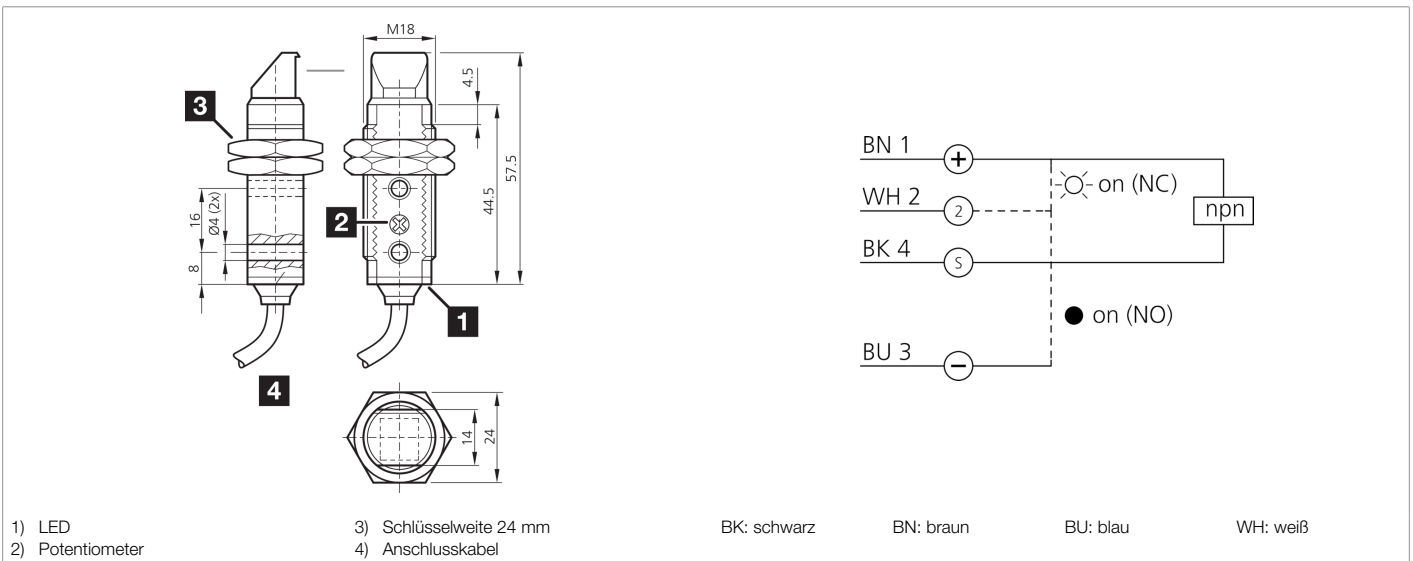 M18
4.5
3
57.5
44.5
16
Ø4 (2x)
2
8
1
4
14
24
BN 1
+
on (NC)
WH 2
2
npn
BK 4
S
on (NO)
BU 3
−
1) LED
2) Potentiometer
3) Schlüsselweite 24 mm
4) Anschlusskabel
BK: schwarz BN: braun BU: blau WH: weiß